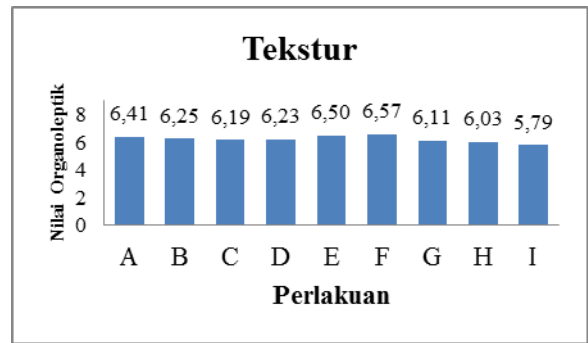 Tekstur
Nilai Organoleptik
8
6
4
2
0
6,41 6,25 6,19 6,23 6,50 6,57 6,11 6,03 5,79
A B C D E F G H I
Perlakuan